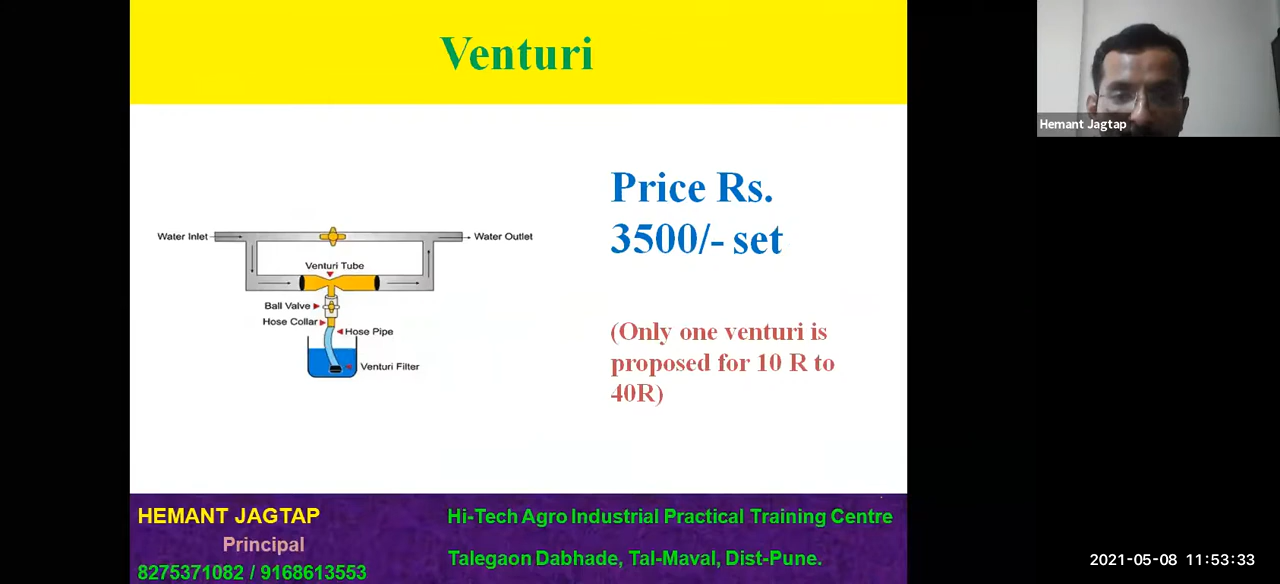 Venturi
Price Rs.
3500/- set
Water Inlet
Water Outlet
Venturi Tube
Ball Valve
Hose Collar
Hose Pipe
Venturi Filter
(Only one venturi is
proposed for 10 R to
40R)
HEMANT JAGTAP
Principal
8275371082 / 9168613553
Hi-Tech Agro Industrial Practical Training Centre
Talegaon Dabhade, Tal-Maval, Dist-Pune.
Hemant Jagtap
2021-05-08 11:53:33